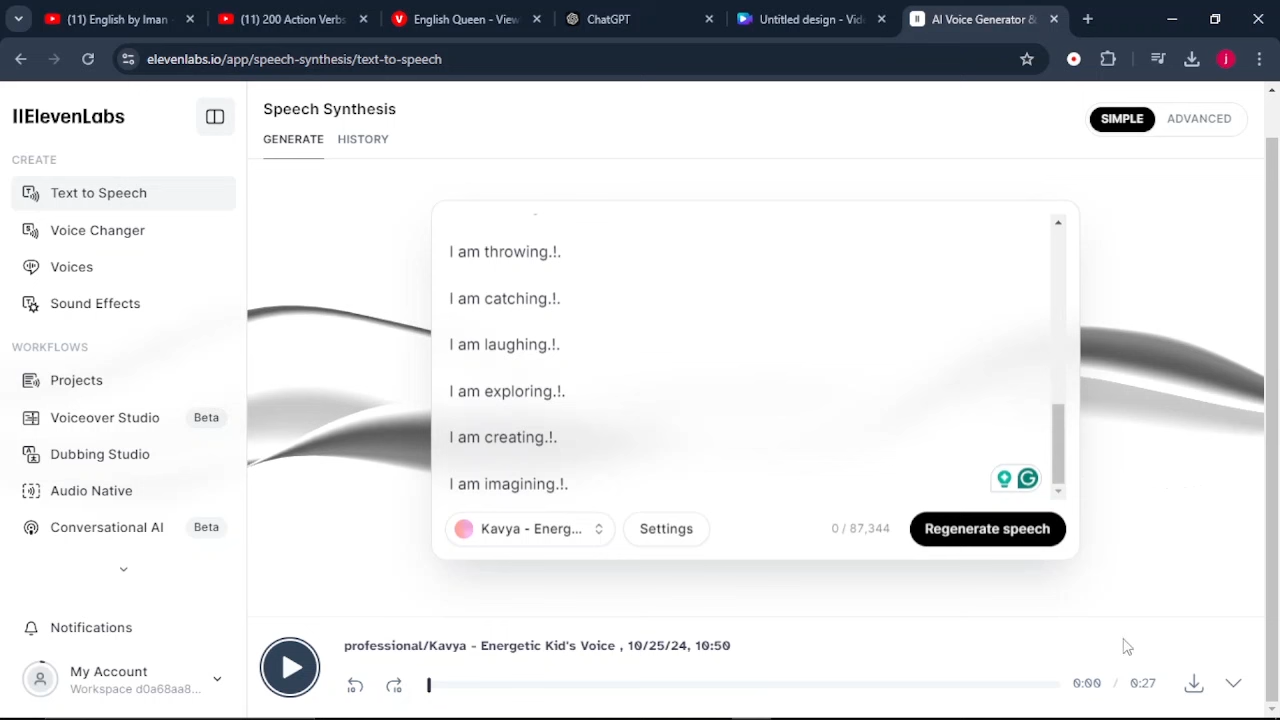 (11) English by Iman
(11) 200 Action Verbs
English Queen - View
ChatGPT
Untitled design - Vid
AI Voice Generator &
elevenlabs.io/app/speech-synthesis/text-to-speech
IIElevenLabs
Speech Synthesis
SIMPLE
ADVANCED
GENERATE
HISTORY
CREATE
Text to Speech
Voice Changer
Voices
Sound Effects
WORKFLOWS
Projects
Voiceover Studio Beta
Dubbing Studio
Audio Native
Conversational AI Beta
Notifications
My Account
Workspace d0a68aa8...
I am throwing.!.
I am catching.!.
I am laughing.!.
I am exploring.!.
I am creating.!.
I am imagining.!.
Kavya - Energ...
Settings
0 / 87,344
Regenerate speech
professional/Kavya - Energetic Kid's Voice , 10/25/24, 10:50
0:00 / 0:27